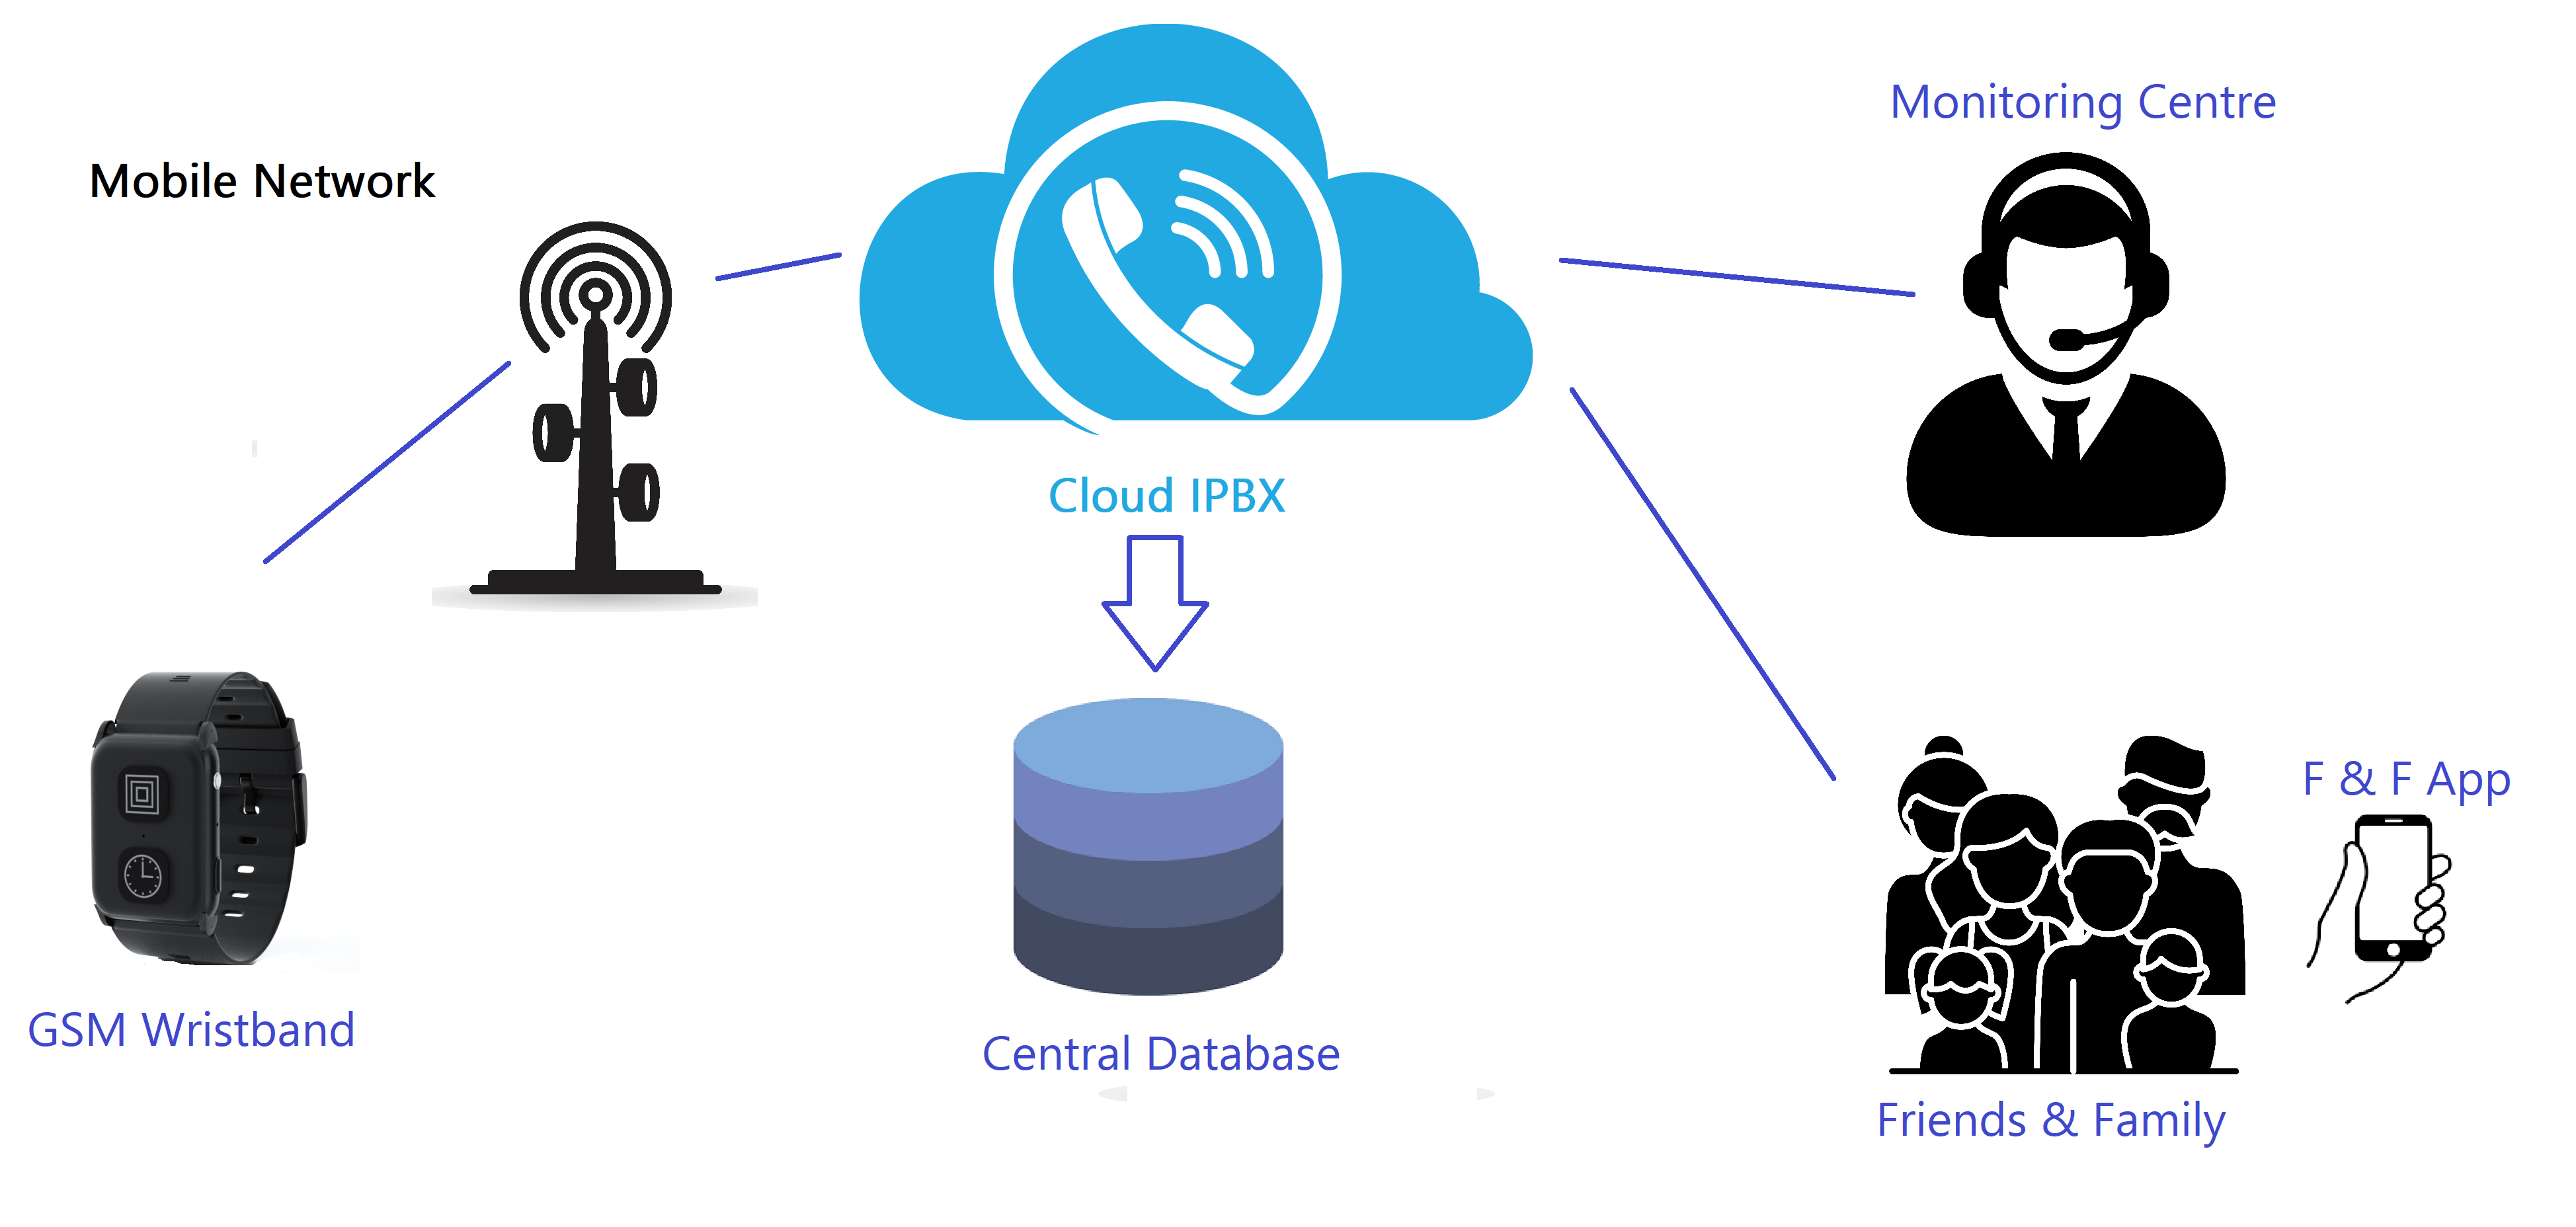 Monitoring Centre
Mobile Network
Cloud IPBX
F & F App
GSM Wristband
Central Database
Friends & Family